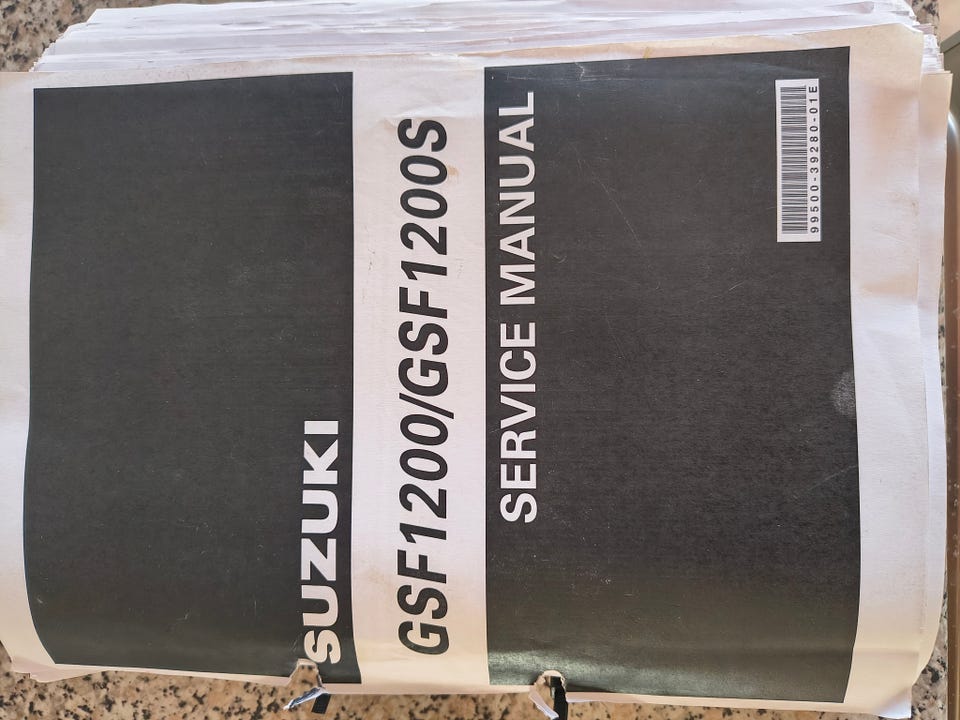 SUZUKI
GSF1200/GSF1200S
SERVICE MANUAL
99500-39280-01E